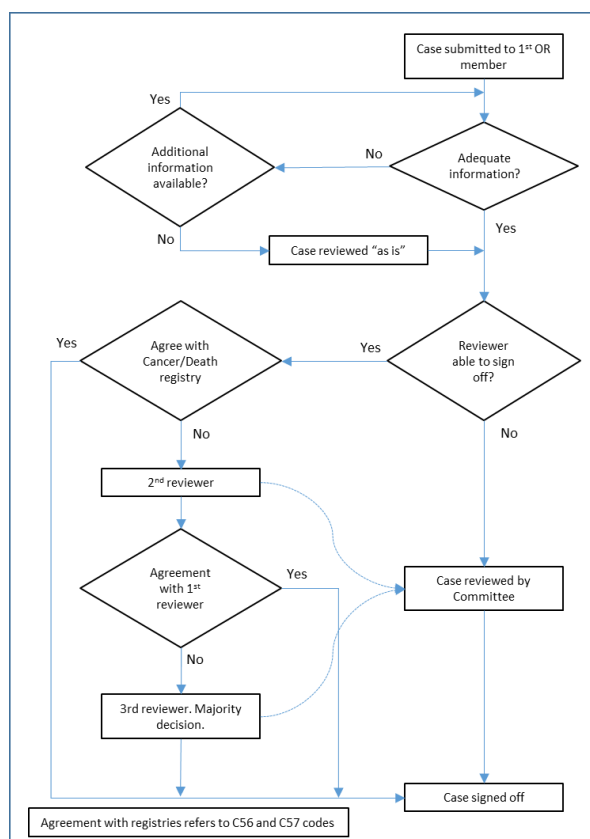 Case submitted to 1st OR
member
Yes
Additional
information
available?
No
Adequate
information?
Yes
No
Case reviewed “as is”
Yes
Agree with
Cancer/Death
registry
Yes
Reviewer
able to sign
off?
No
No
2nd reviewer
Agreement
with 1st
reviewer
Yes
Case reviewed by
Committee
No
3rd reviewer. Majority
decision.
Case signed off
Agreement with registries refers to C56 and C57 codes